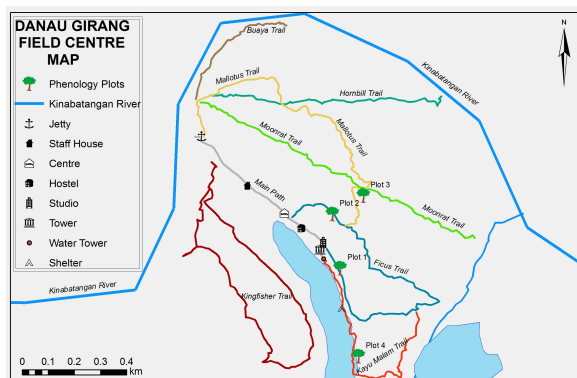 DANAU GIRANG
FIELD CENTRE
MAP
Phenology Plots
Kinabatangan River
Jetty
Staff House
Centre
Hostel
Studio
Tower
Water Tower
Shelter
Buaya Trail
N
Mallotus Trail
Kinabatangan River
Hornbill Trail
Moonrat Trail
Mallotus Trail
Main Path
Plot 3
Plot 2
Moonrat Trail
Plot 1
Ficus Trail
Kinabatangan River
Kingfisher Trail
Plot 4
Kayu Malam Trail
0 0.1 0.2 0.3 0.4
km